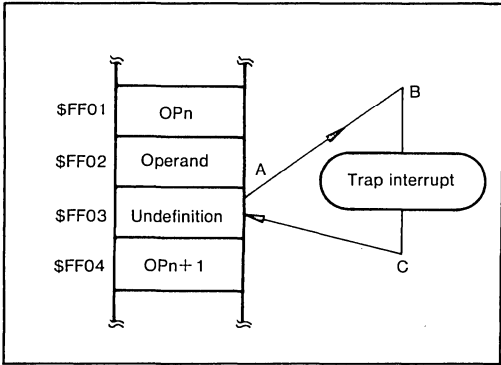 $FF01 OPn
$FF02 Operand
$FF03 Undefinition
$FF04 OPn+1
A
B
Trap interrupt
C